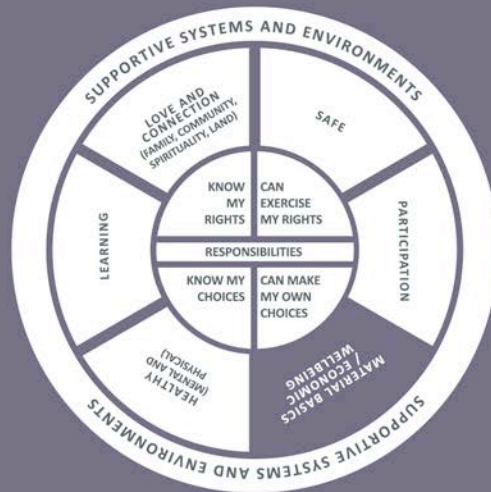 SUPPORTIVE SYSTEMS AND ENVIRONMENTS
LOVE AND
CONNECTION
(FAMILY, COMMUNITY,
SPIRITUALITY, LAND)
SAFE
LEARNING
KNOW
MY
RIGHTS
CAN
EXERCISE
MY RIGHTS
PARTICIPATION
RESPONSIBILITIES
KNOW MY
CHOICES
CAN MAKE
MY OWN
CHOICES
HEALTHY
(MENTAL AND
PHYSICAL)
MATERIAL BASICS
/ ECONOMIC
WELLBEING
SUPPORTIVE SYSTEMS AND ENVIRONMENTS